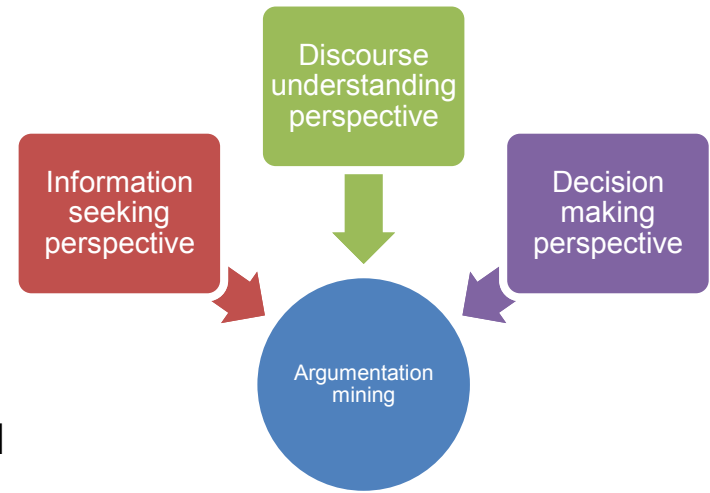 Discourse
understanding
perspective
Information
seeking
perspective
Decision
making
perspective
Argumentation
mining